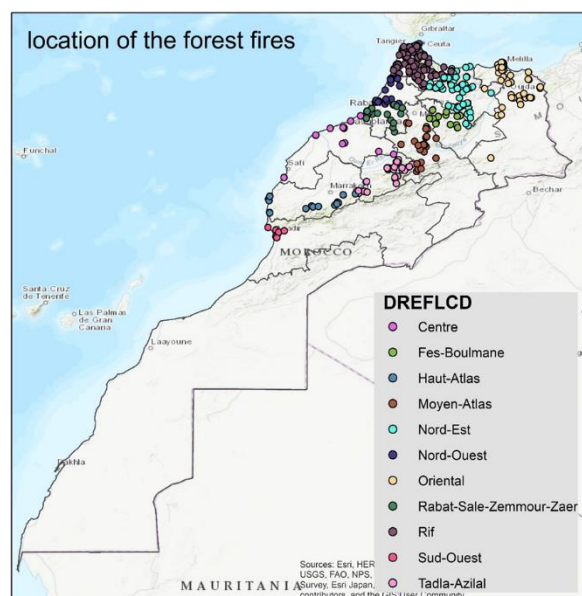 location of the forest fires
Gibraltar
Tanger
Ceuta
Melilla
Funchal
Safi
Bechar
MOROCCO
Santa Cruz
de Tenerife
Las Palmas
de Gran
Canaria
Laayoune
Dakhla
DREFLCD
Centre
Fes-Boulmane
Haut-Atlas
Moyen-Atlas
Nord-Est
Nord-Ouest
Oriental
Rabat-Sale-Zemmour-Zaer
Rif
Sud-Ouest
Tadla-Azilal
Sources: Esri, HER
USGS, FAO, NPS,
Survey, Esri Japan,
contributors, and the GIS User Community
MAURITANIA